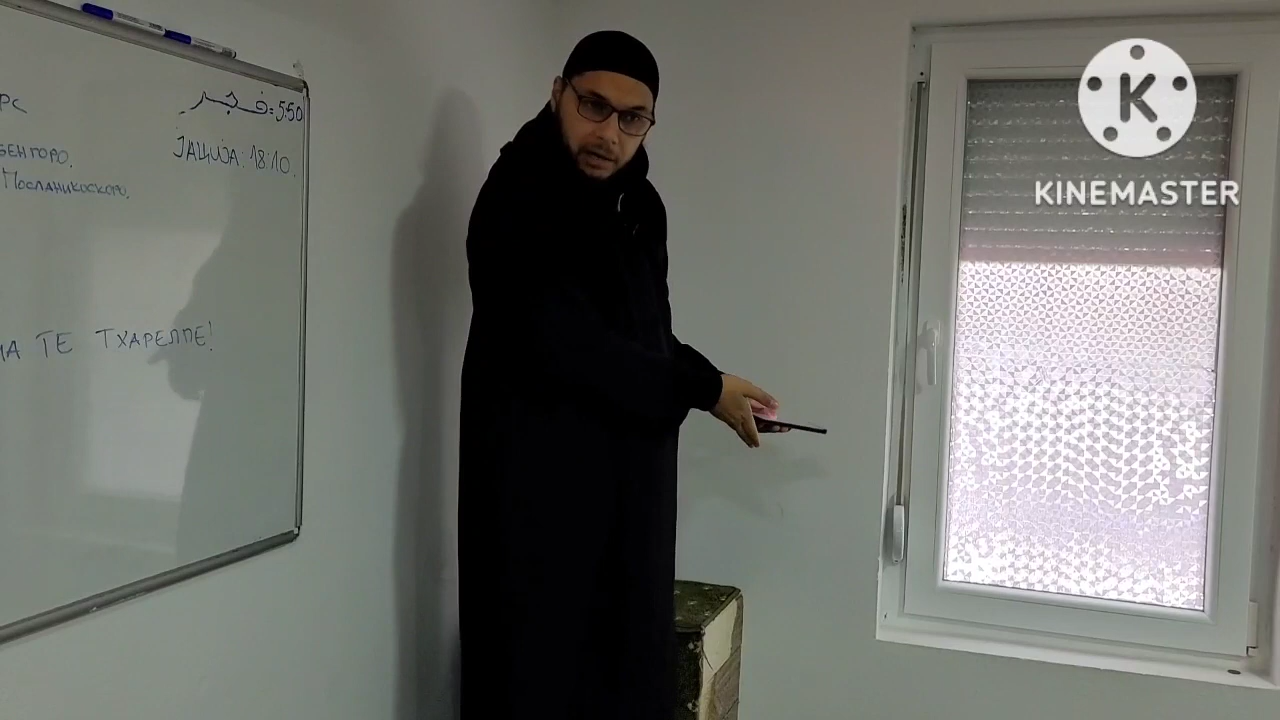 РС
فجر: 5:50
БЕНГОРО.
ЈАЦИЈА: 18:10.
ПОСЛАНИКОСКОРО.
ТЕ ТХАРЕЛПЕ!
K
KINEMASTER